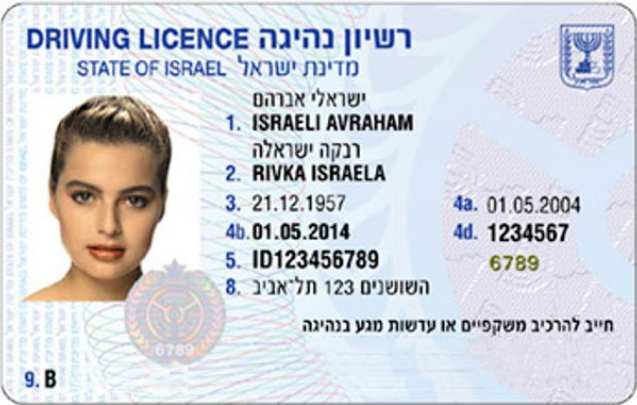 DRIVING LICENCE רשיון נהיגה
STATE OF ISRAEL מדינת ישראל
ישראלי אברהם
1. ISRAELI AVRAHAM
רבקה ישראלה
2. RIVKA ISRAELA
3. 21.12.1957 4a. 01.05.2004
4b. 01.05.2014 4d. 1234567
5. ID123456789 6789
8. השושנים 123 תל־אביב
חייב להרכיב משקפיים או עדשות מגע בנהיגה
6789
9. B